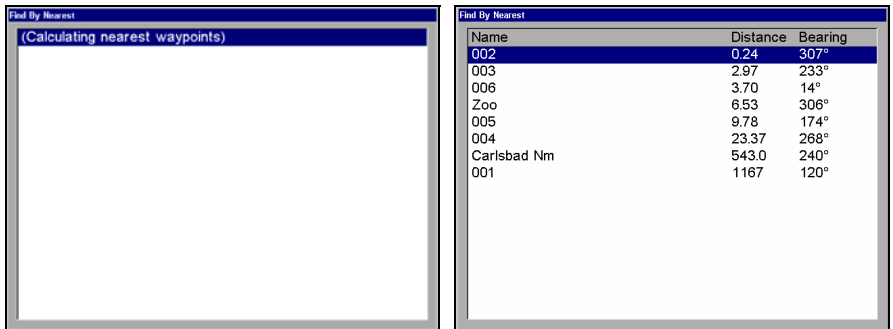 Find By Nearest
(Calculating nearest waypoints)
Find By Nearest
Name Distance Bearing
002 0.24 307°
003 2.97 233°
006 3.70 14°
Zoo 6.53 306°
005 9.78 174°
004 23.37 268°
Carlsbad Nm 543.0 240°
001 1167 120°